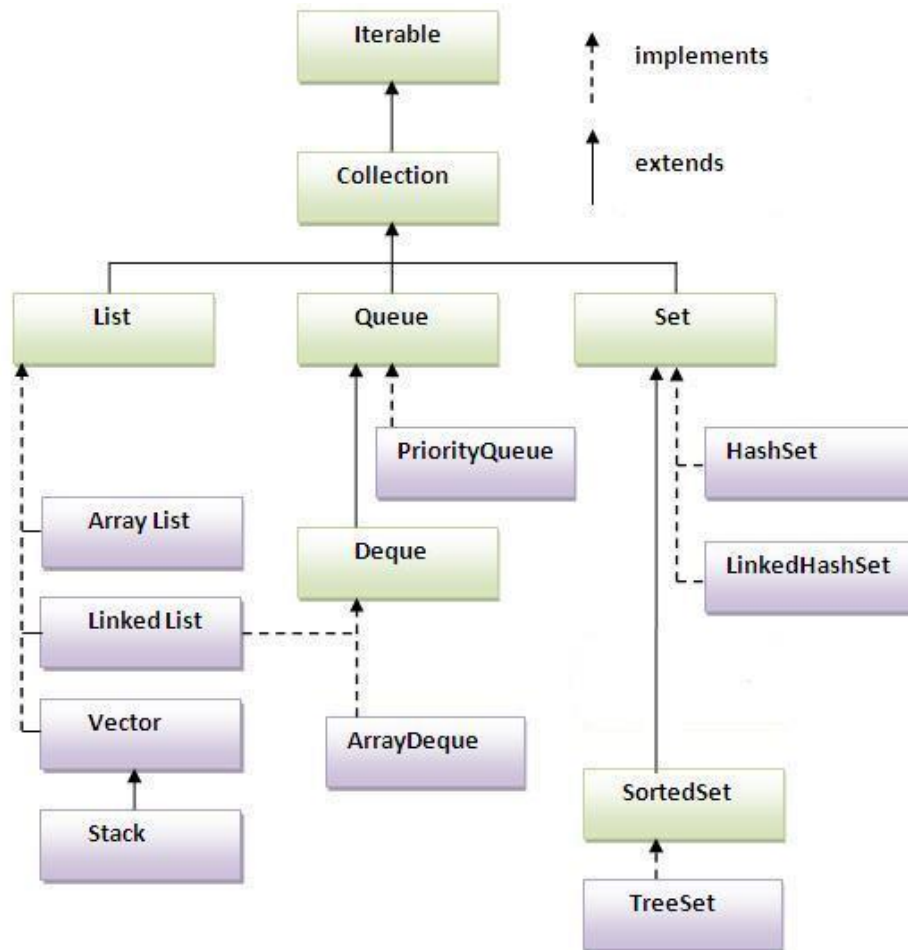 Iterable
implements
Collection
extends
List
Queue
Set
PriorityQueue
HashSet
Array List
Deque
LinkedHashSet
Linked List
Vector
ArrayDeque
SortedSet
Stack
TreeSet